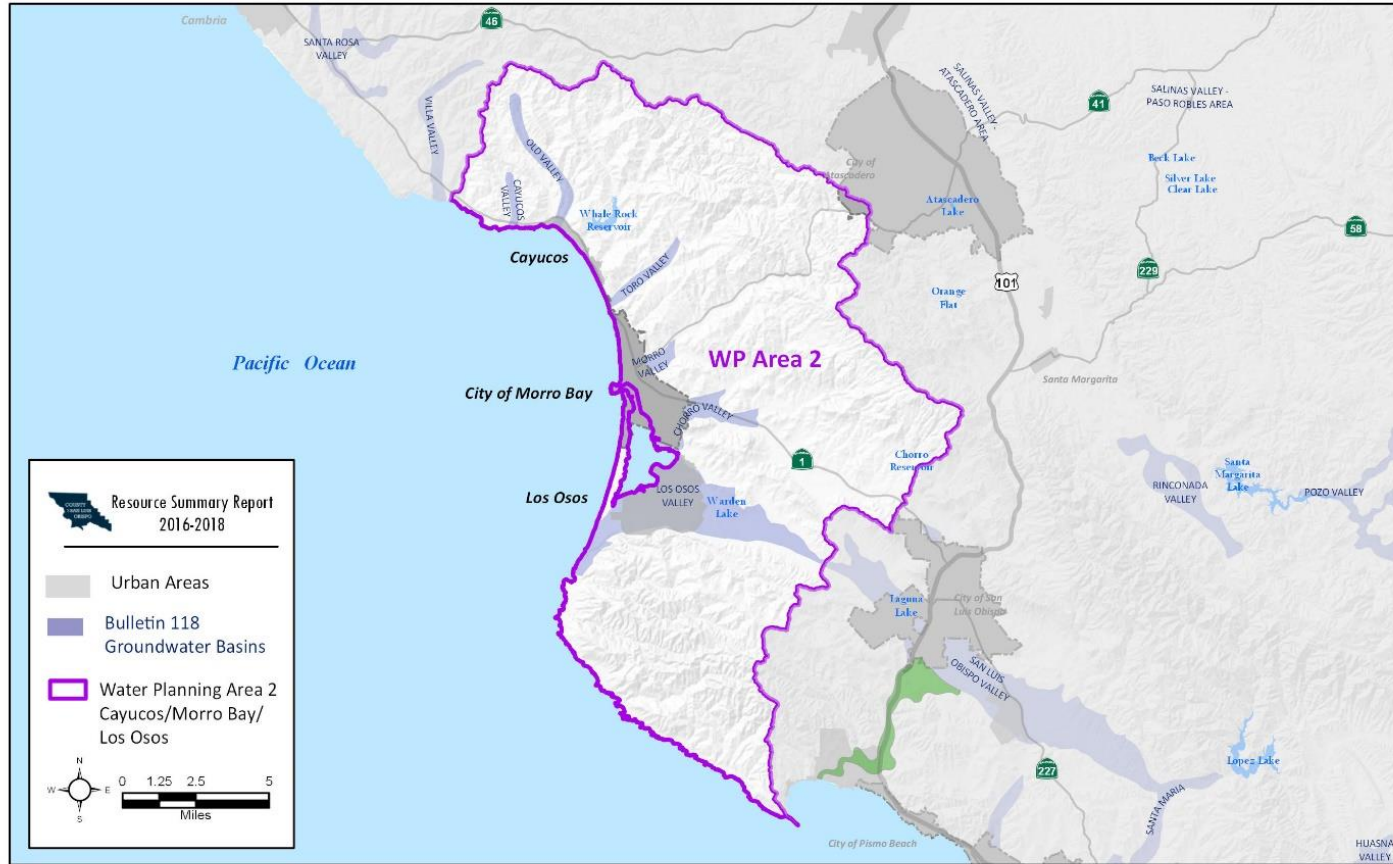 Cambria
46
SANTA ROSA
VALLEY
VILLA VALLEY
OLD VALLEY
CAYUCOS
VALLEY
Whale Rock
Reservoir
Cayucos
TORO VALLEY
SALINAS VALLEY -
ATASCADERO AREA
41
SALINAS VALLEY -
PASO ROBLES AREA
City of
Atascadero
Atascadero
Lake
Beck Lake
Silver Lake
Clear Lake
58
229
101
Orange
Flat
Pacific Ocean
MORRO
VALLEY
WP Area 2
Santa Margarita
City of Morro Bay
CHORRO VALLEY
1
Chorro
Reservoir
Santa
Margarita
Lake
RINCONADA
VALLEY
POZO VALLEY
Los Osos
LOS OSOS
VALLEY
Warden
Lake
Laguna
Lake
City of San
Luis Obispo
SAN LUIS
OBISPO VALLEY
227
Lopez Lake
SANTA MARIA
City of Pismo Beach
HUASNA
VALLEY
COUNTY
SAN LUIS
OBISPO
Resource Summary Report
2016-2018
Urban Areas
Bulletin 118
Groundwater Basins
Water Planning Area 2
Cayucos/Morro Bay/
Los Osos
N
W E
S
0 1.25 2.5 5
Miles